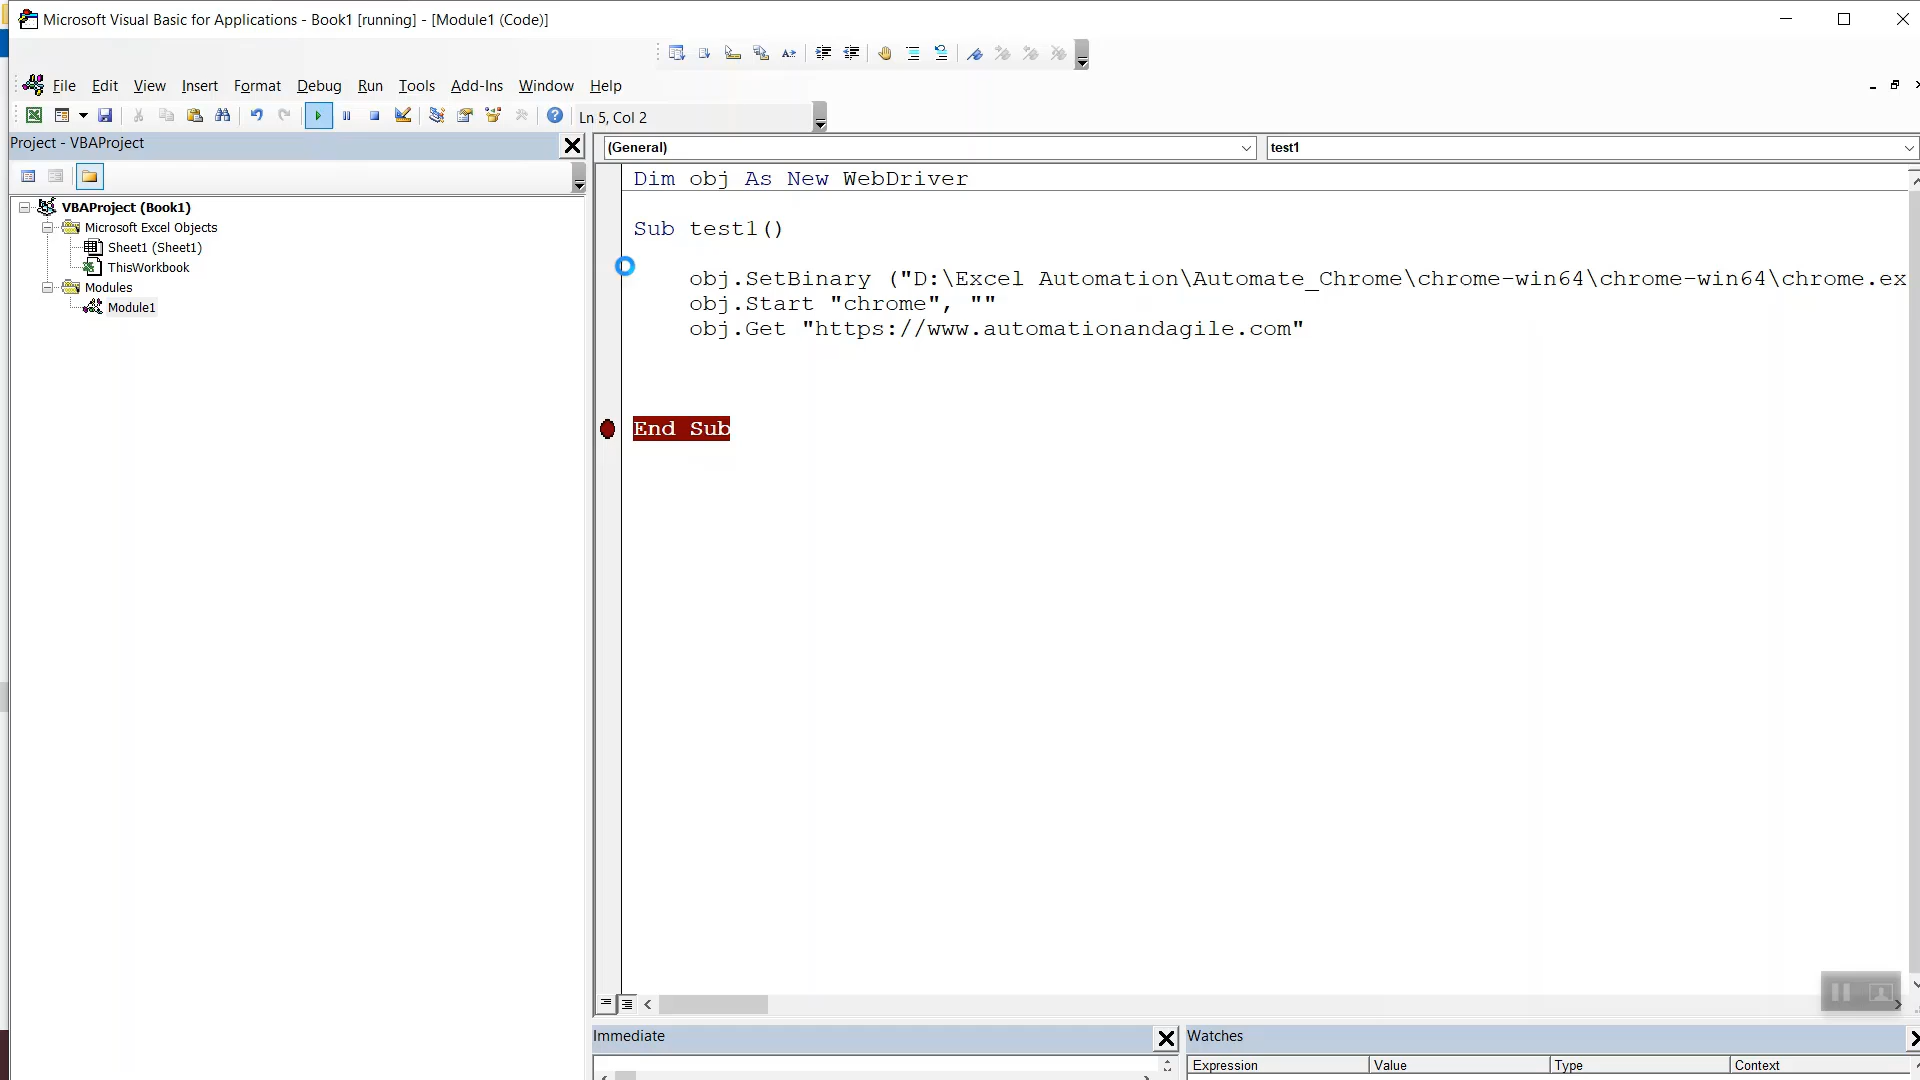 Microsoft Visual Basic for Applications - Book1 [running] - [Module1 (Code)]
File Edit View Insert Format Debug Run Tools Add-Ins Window Help
Ln 5, Col 2
Project - VBAProject
(General)
test1
VBAProject (Book1)
Microsoft Excel Objects
Sheet1 (Sheet1)
ThisWorkbook
Modules
Module1
Dim obj As New WebDriver
Sub test1()
obj.SetBinary ("D:\Excel Automation\Automate_Chrome\chrome-win64\chrome-win64\chrome.ex
obj.Start "chrome", ""
obj.Get "https://www.automationandagile.com"
End Sub
Immediate
Watches
Expression Value Type Context